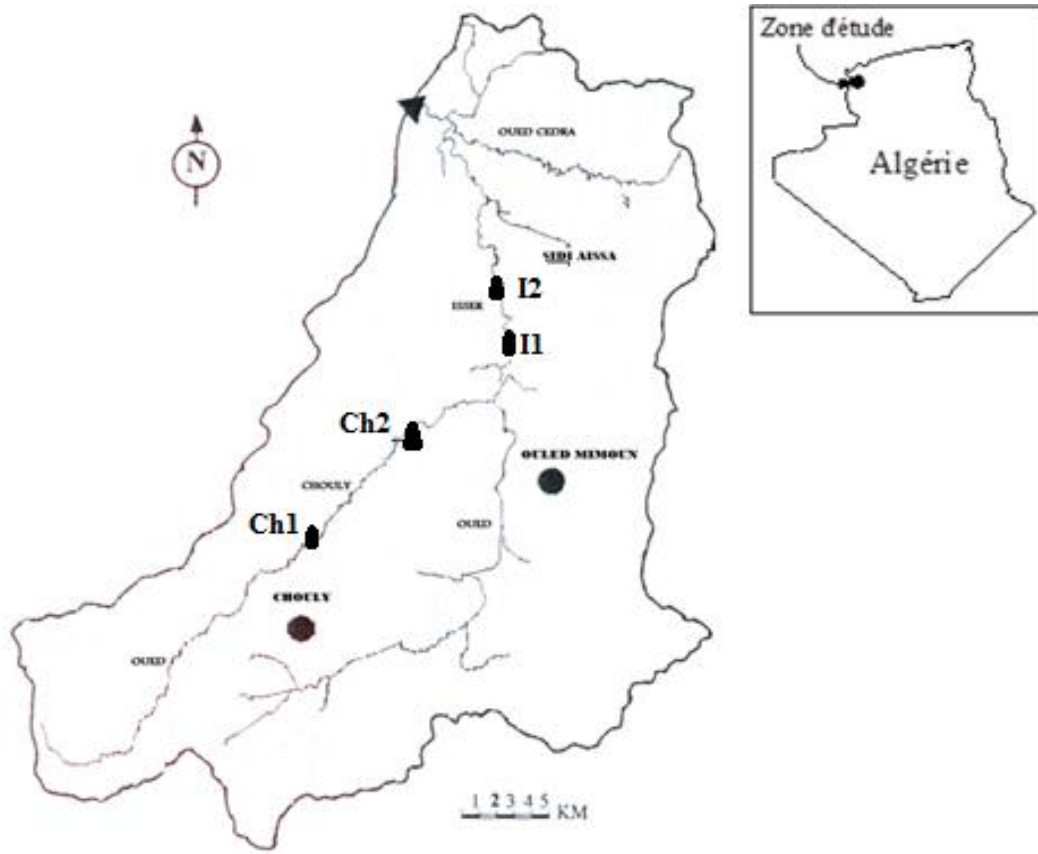 Zone d'étude
Algérie
N
OUED CEDRA
SIDI AISSA
I2
ISSER
I1
Ch2
OULED MIMOUN
CHOULY
Ch1
OUED
CHOULY
OUED
1 2 3 4 5 KM